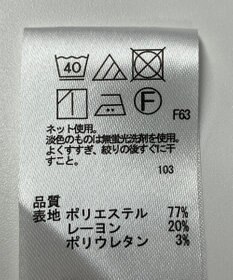 40
F
F63
ネット使用。
淡色のものは無蛍光洗剤を使用。
よくすすぎ、絞りの後すぐに干
すこと。
103
品質
表地 ポリエステル 77%
レーヨン 20%
ポリウレタン 3%